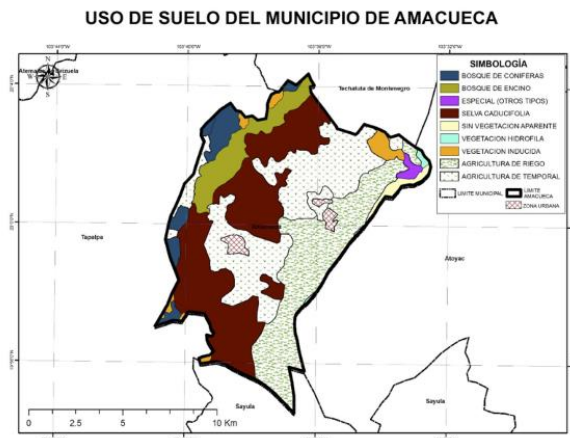 USO DE SUELO DEL MUNICIPIO DE AMACUECA
N
W E
S
Techaluta de Montenegro
SIMBOLOGÍA
BOSQUE DE CONIFERAS
BOSQUE DE ENCINO
ESPECIAL (OTROS TIPOS)
SELVA CADUCIFOLIA
SIN VEGETACION APARENTE
VEGETACION HIDROFILA
VEGETACION INDUCIDA
AGRICULTURA DE RIEGO
AGRICULTURA DE TEMPORAL
LIMITE MUNICIPAL
LIMITE AMACUECA
ZONA URBANA
Tapalpa
Atoyac
Sayula
Sayula
0 2.5 5 10 Km